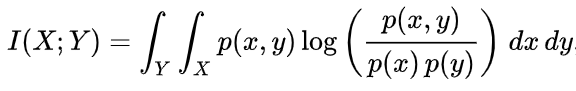 I(X;Y) = ∫_Y ∫_X p(x,y) log ( p(x,y) / p(x) p(y) ) dx dy,